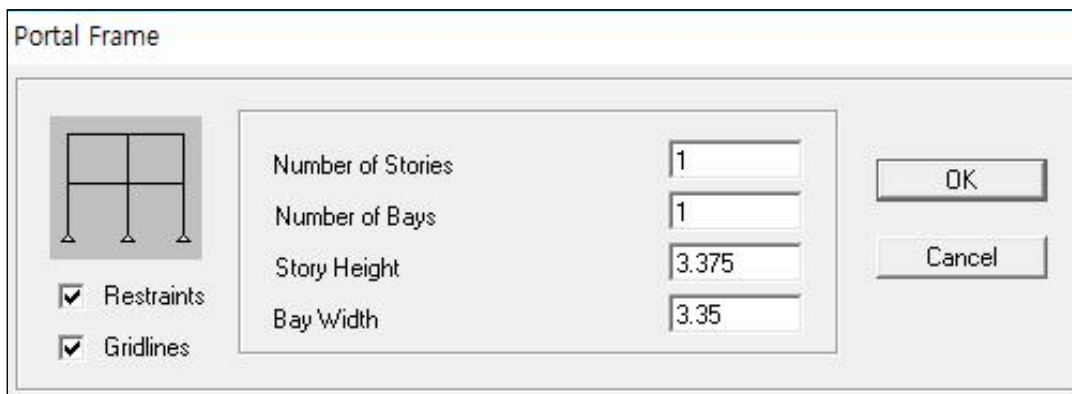 Portal Frame
Number of Stories 1
Number of Bays 1
Story Height 3.375
Bay Width 3.35
Restraints
Gridlines
OK
Cancel